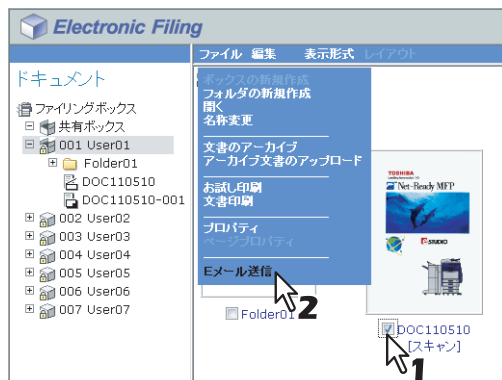 Electronic Filing
ファイル 編集 表示形式 レイアウト
ドキュメント
ファイリングボックス
共有ボックス
001 User01
Folder01
DOC110510
DOC110510-001
002 User02
003 User03
004 User04
005 User05
006 User06
007 User07
ボックスの新規作成
フォルダの新規作成
開く
名称変更
文書のアーカイブ
アーカイブ文書のアップロード
お試し印刷
文書印刷
プロパティ
ページプロパティ
Eメール送信
2
Folder01
TOSHIBA
Net-Ready MFP
e-STUDIO
DOC110510
[スキャン]
1